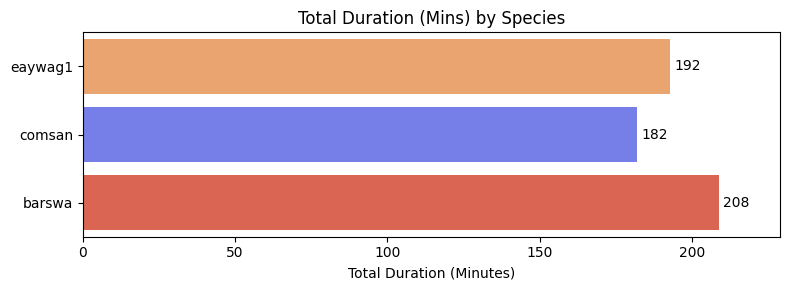 Total Duration (Mins) by Species
eaywag1
192
comsan
182
barswa
208
0 50 100 150 200
Total Duration (Minutes)